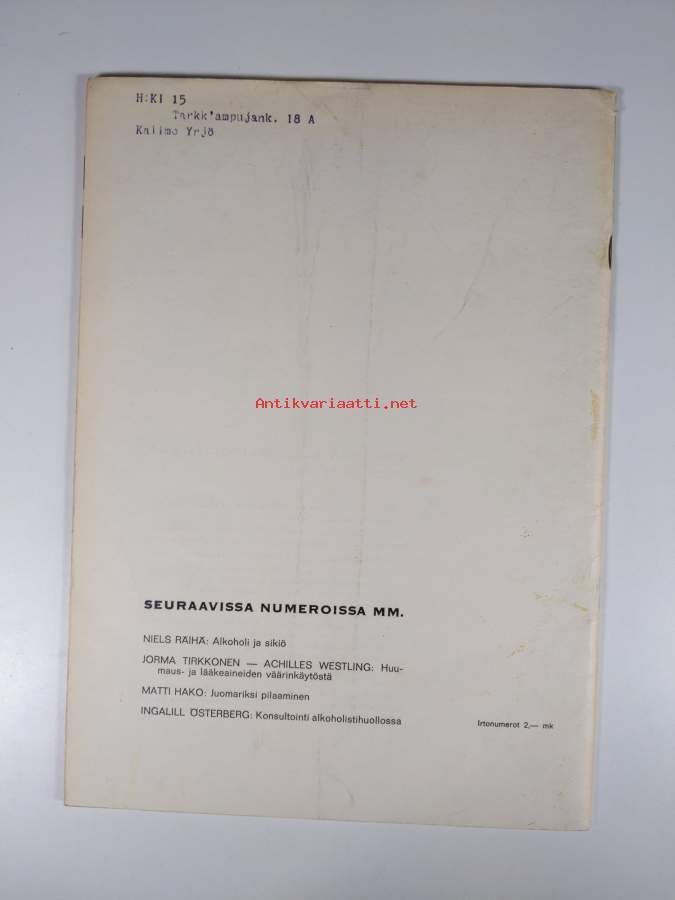 H:KI 15
Tarkk'ampujank. 18 A
Kalimo Yrjö
Antikvariaatti.net
SEURAAVISSA NUMEROISSA MM.
NIELS RÄIHÄ: Alkoholi ja sikiö
JORMA TIRKKONEN — ACHILLES WESTLING: Huu-
maus- ja lääkeaineiden väärinkäytöstä
MATTI HAKO: Juomariksi pilaaminen
INGALILL ÖSTERBERG: Konsultointi alkoholistihuollossa
Irtonumerot 2,— mk